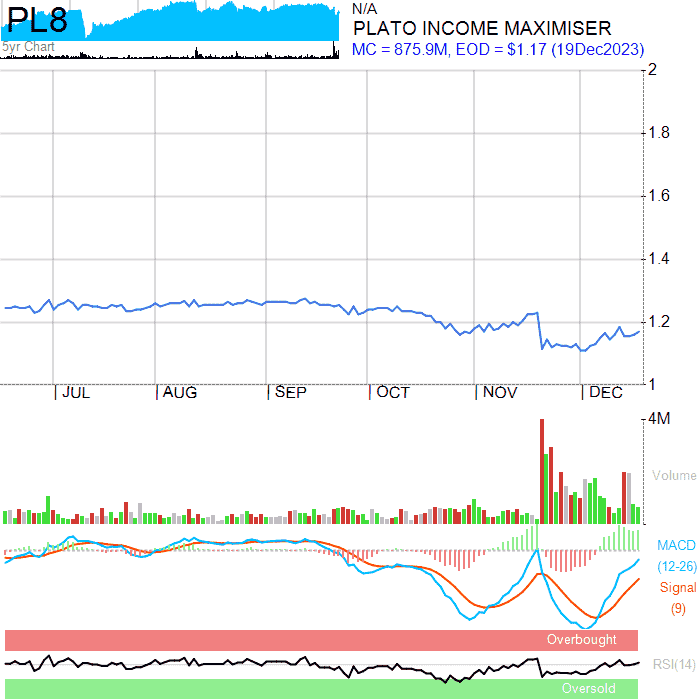 PL8
5yr Chart
N/A
PLATO INCOME MAXIMISER
MC = 875.9M, EOD = $1.17 (19Dec2023)
2
1.8
1.6
1.4
1.2
1
JUL AUG SEP OCT NOV DEC
4M
Volume
MACD
(12-26)
Signal
(9)
Overbought
RSI(14)
Oversold